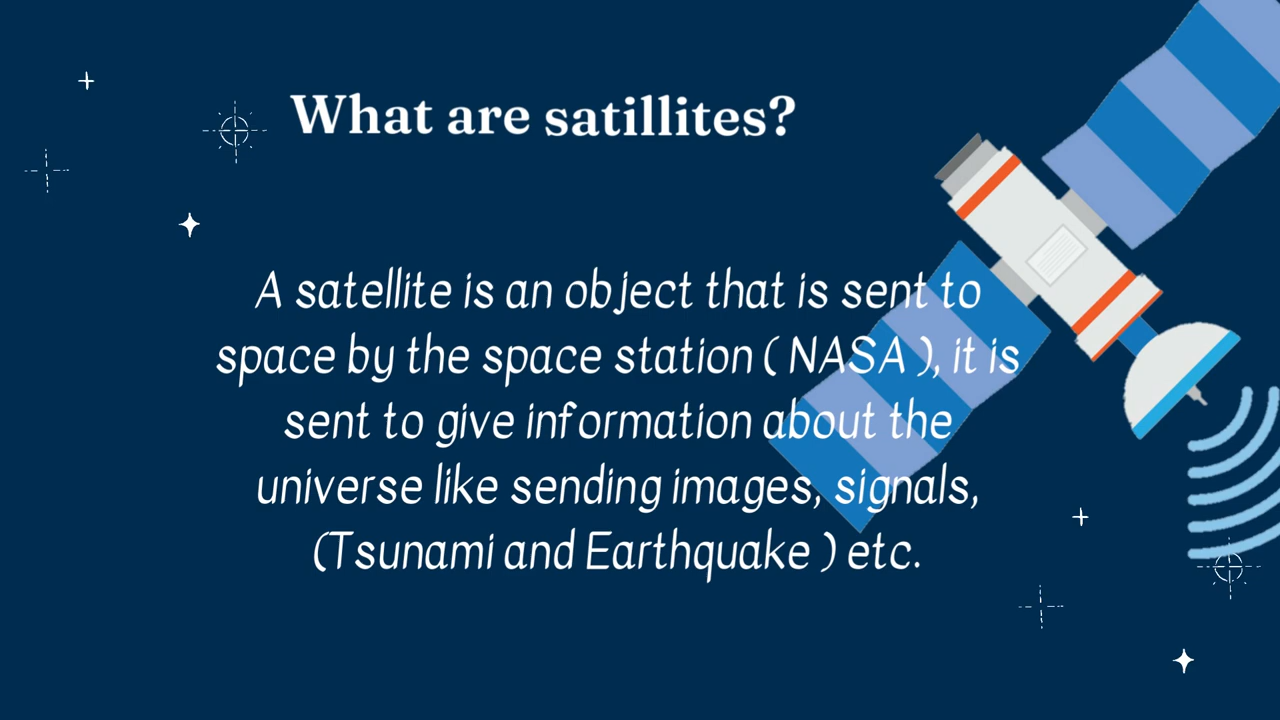 What are satillites?
A satellite is an object that is sent to
space by the space station ( NASA ), it is
sent to give information about the
universe like sending images, signals,
(Tsunami and Earthquake ) etc.